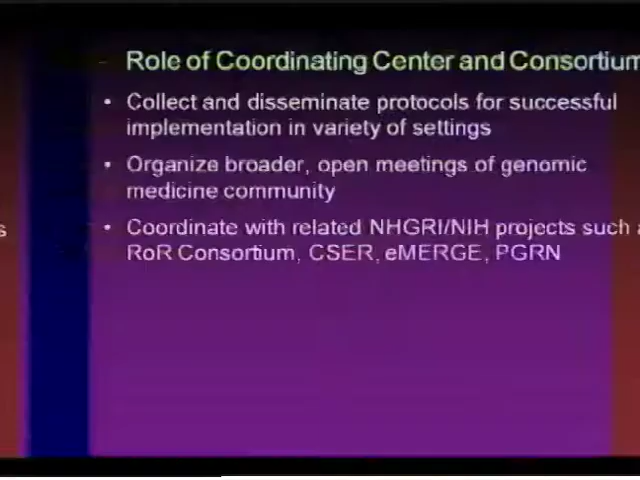 Role of Coordinating Center and Consortium
• Collect and disseminate protocols for successful
implementation in variety of settings
• Organize broader, open meetings of genomic
medicine community
• Coordinate with related NHGRI/NIH projects such a
RoR Consortium, CSER, eMERGE, PGRN
s